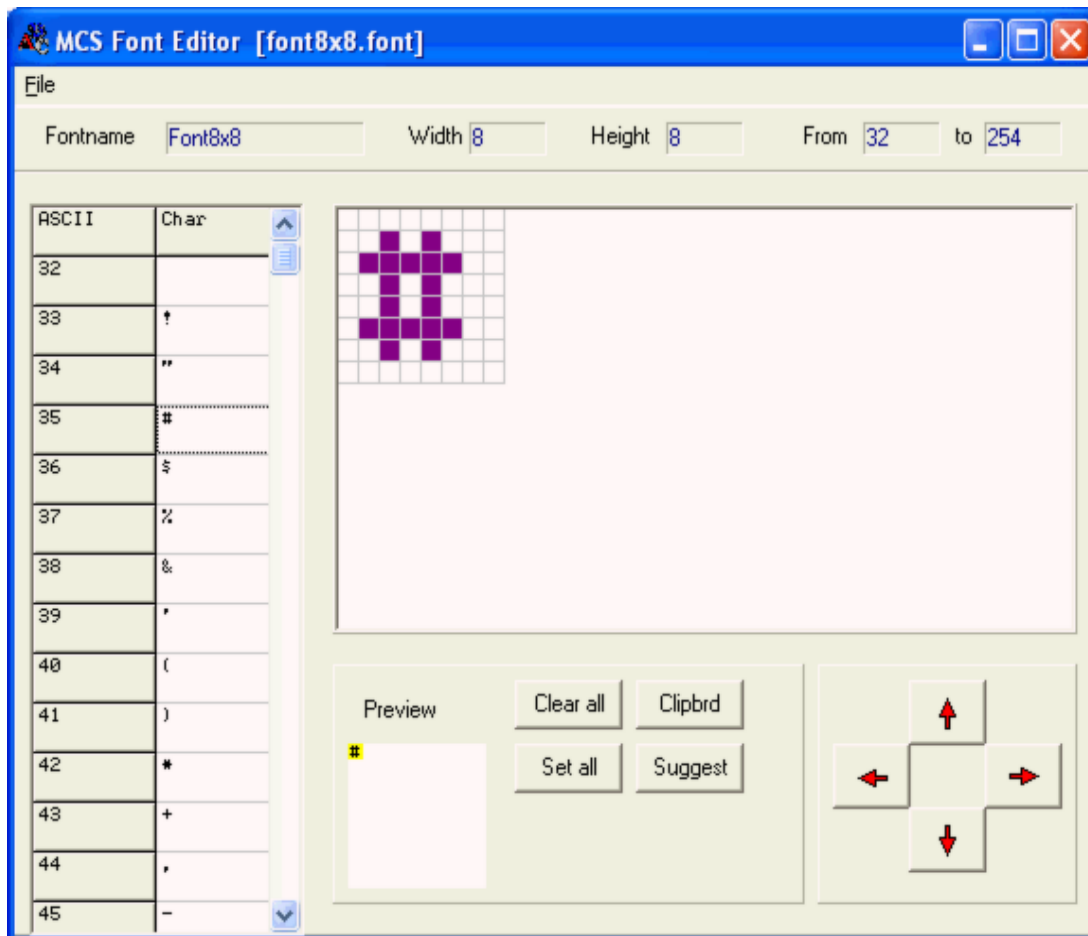 MCS Font Editor [font8x8.font]
File
Fontname Font8x8 Width 8 Height 8 From 32 to 254
ASCII Char
32
33 !
34 "
35 #
36 $
37 %
38 &
39 '
40 (
41 )
42 *
43 +
44 ,
45 -
Preview Clear all Clipbrd
# Set all Suggest